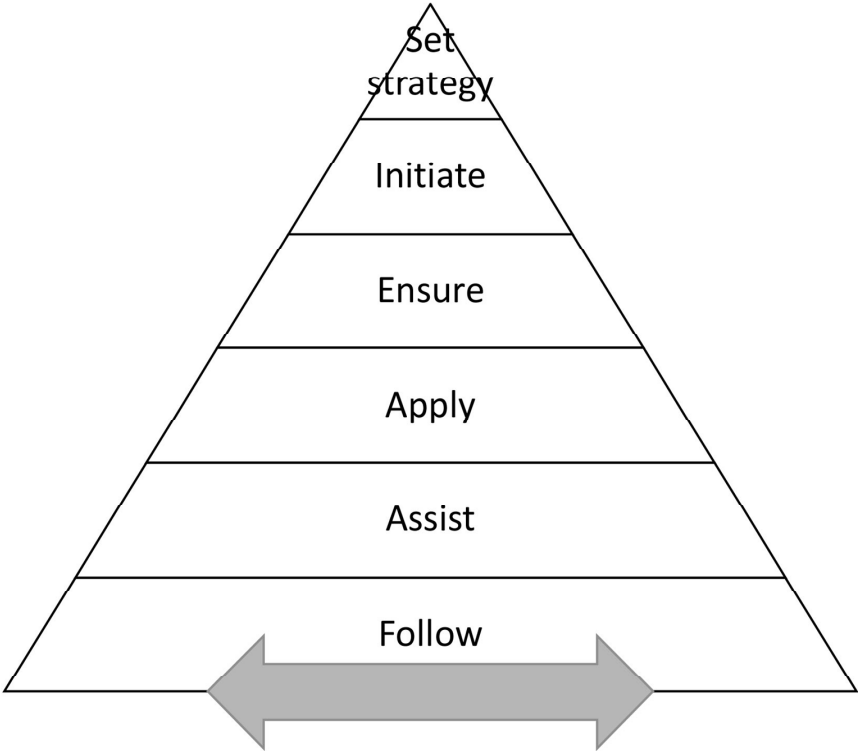 Set
strategy
Initiate
Ensure
Apply
Assist
Follow